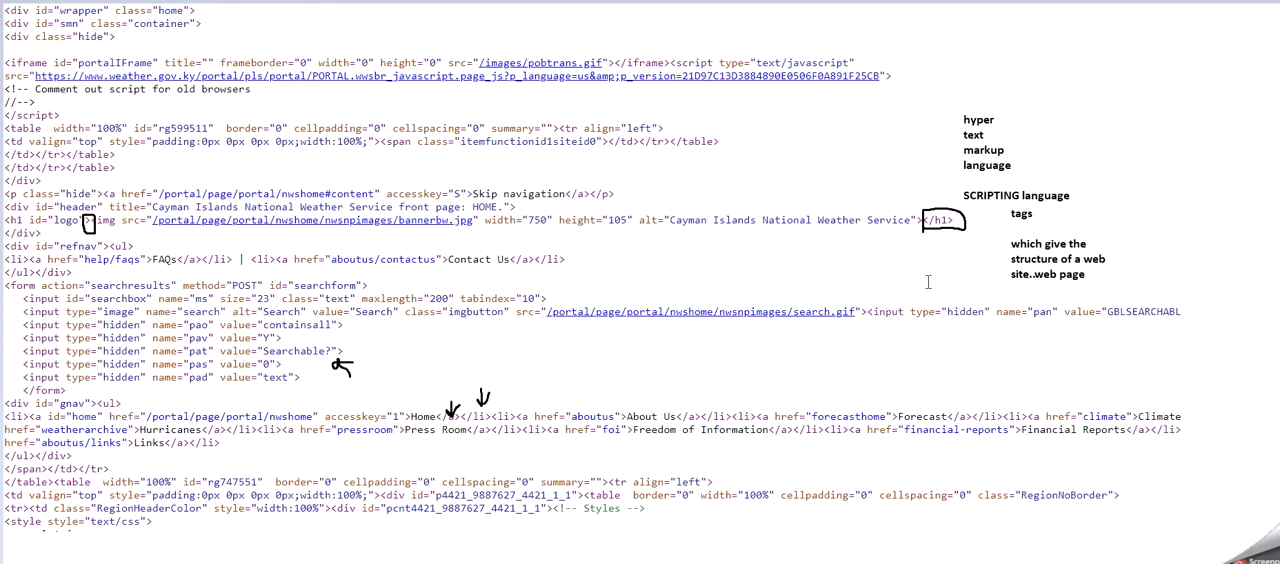 <div id="wrapper" class="home">
<div id="smn" class="container">
<div class="hide">
<iframe id="portalIFrame" title="" frameborder="0" width="0" height="0" src="/images/pobtrans.gif"></iframe><script type="text/javascript"
src="https://www.weather.gov.ky/portal/pls/portal/PORTAL.wwsbr_javascript.page_js?p_language=us&amp;p_version=21D97C13D3884890E0506F0A891F25CB">
<!-- Comment out script for old browsers
//-->
</script>
<table  width="100%" id="rg599511"  border="0" cellpadding="0" cellspacing="0" summary=""><tr align="left">
<td valign="top" style="padding:0px 0px 0px 0px;width:100%;"><span class="itemfunctionid1siteid0"></td></tr></table>
</td></tr></table>
</td></tr></table>
</div>
<p class="hide"><a href="/portal/page/portal/nwshome#content" accesskey="S">Skip navigation</a></p>
<div id="header" title="Cayman Islands National Weather Service front page: HOME.">
<h1 id="logo"><img src="/portal/page/portal/nwshome/nwsnpimages/bannerbw.jpg" width="750" height="105" alt="Cayman Islands National Weather Service"></h1>
</div>
<div id="refnav"><ul>
<li><a href="help/faqs">FAQs</a></li> | <li><a href="aboutus/contactus">Contact Us</a></li>
</ul></div>
<form action="searchresults" method="POST" id="searchform">
<input id="searchbox" name="ms" size="23" class="text" maxlength="200" tabindex="10">
<input type="image" name="search" alt="Search" value="Search" class="imgbutton" src="/portal/page/portal/nwshome/nwsnpimages/search.gif"><input type="hidden" name="pan" value="GBLSEARCHABL
<input type="hidden" name="pao" value="containsall">
<input type="hidden" name="pav" value="Y">
<input type="hidden" name="pat" value="Searchable?">
<input type="hidden" name="pas" value="0">
<input type="hidden" name="pad" value="text">
</form>
<div id="gnav"><ul>
<li><a id="home" href="/portal/page/portal/nwshome" accesskey="1">Home</a></li><li><a href="aboutus">About Us</a></li><li><a href="forecasthome">Forecast</a></li><li><a href="climate">Climate
href="weatherarchive">Hurricanes</a></li><li><a href="pressroom">Press Room</a></li><li><a href="foi">Freedom of Information</a></li><li><a href="financial-reports">Financial Reports</a></li>
href="aboutus/links">Links</a></li>
</ul></div>
</span></td></tr>
</table><table  width="100%" id="rg747551"  border="0" cellpadding="0" cellspacing="0" summary=""><tr align="left">
<td valign="top" style="padding:0px 0px 0px 0px;width:100%;"><div id="p4421_9887627_4421_1_1"><table  border="0" width="100%" cellpadding="0" cellspacing="0" class="RegionNoBorder">
<tr><td class="RegionHeaderColor" style="width:100%"><div id="pcnt4421_9887627_4421_1_1"><!-- Styles -->
<style style="text/css">
hyper
text
markup
language
SCRIPTING language
tags
which give the
structure of a web
site..web page